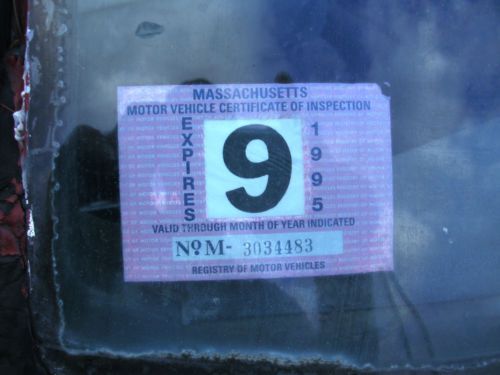 MASSACHUSETTS
MOTOR VEHICLE CERTIFICATE OF INSPECTION
EXPIRES
9
1995
VALID THROUGH MONTH OF YEAR INDICATED
No M- 3034483
REGISTRY OF MOTOR VEHICLES